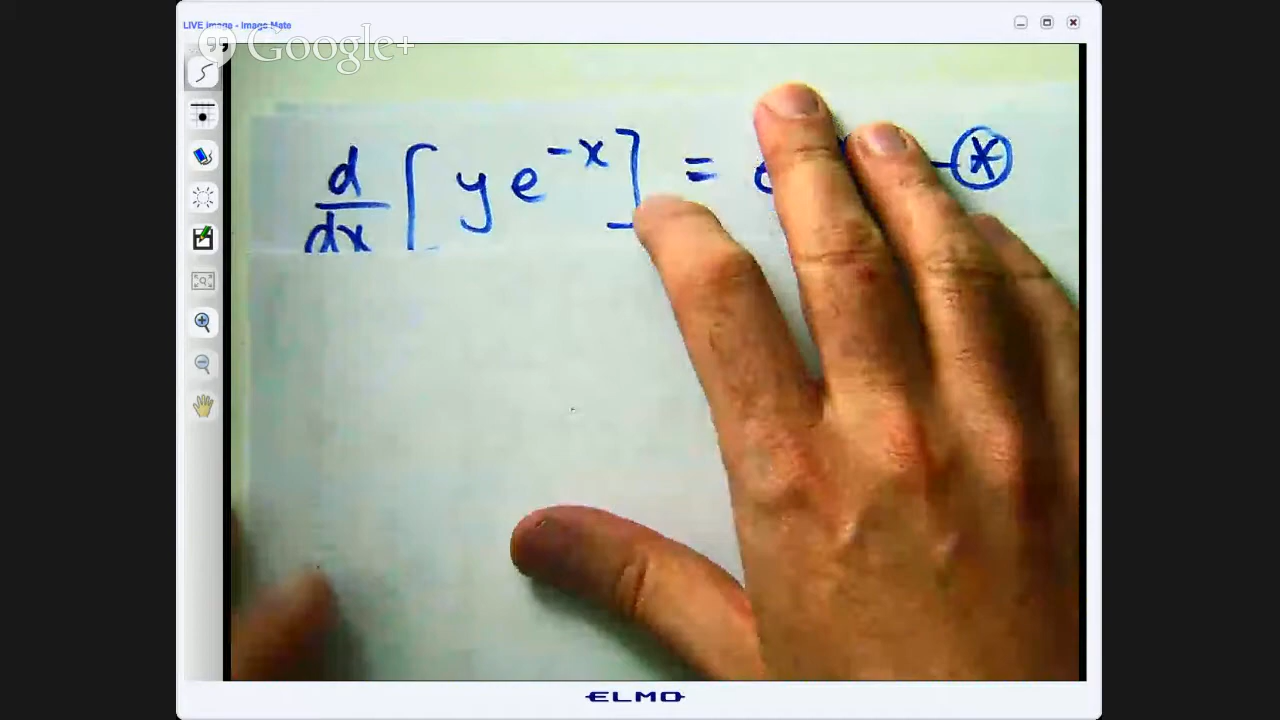 LIVE image - Image Mate
Google+
d/dx [ y e^{-x} ] = e — ⊛
ELMO